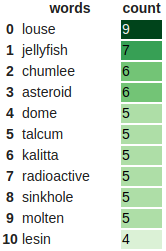 words count
0 louse 9
1 jellyfish 7
2 chumlee 6
3 asteroid 6
4 dome 5
5 talcum 5
6 kalitta 5
7 radioactive 5
8 sinkhole 5
9 molten 5
10 lesin 4